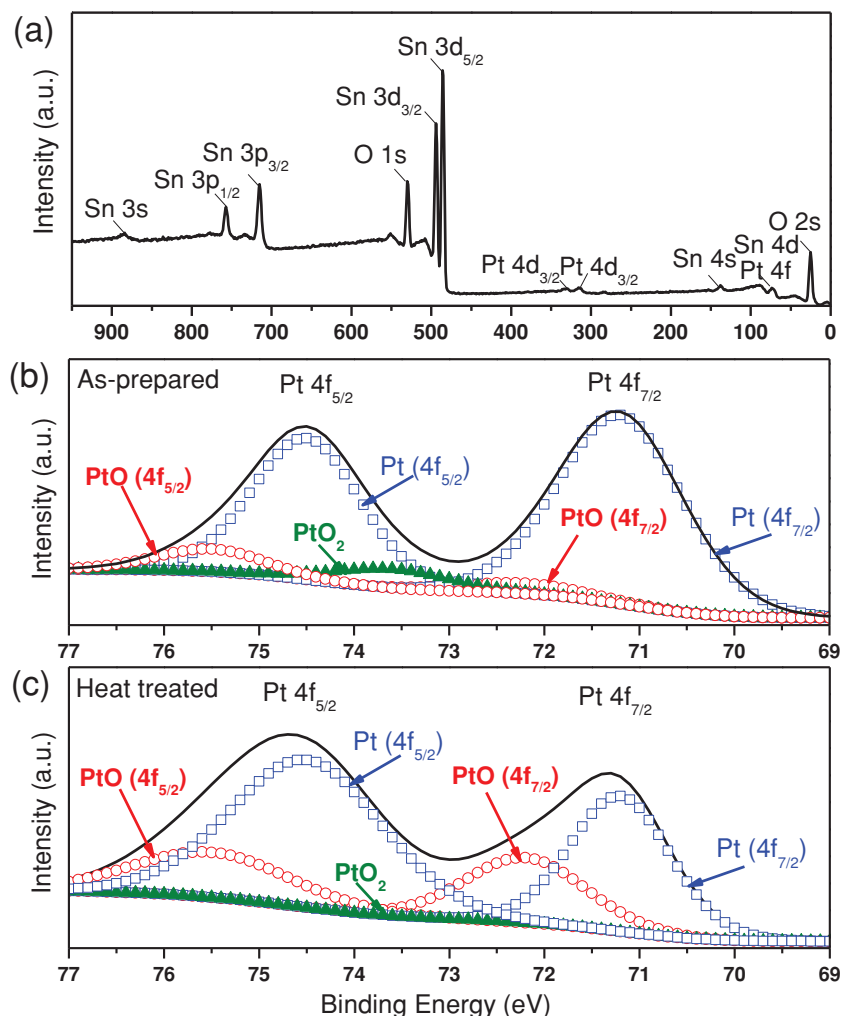 (a)
Intensity (a.u.)
Sn 3s
Sn 3p1/2
Sn 3p3/2
O 1s
Sn 3d3/2
Sn 3d5/2
Pt 4d3/2
Pt 4d3/2
Sn 4s
Pt 4f
Sn 4d
O 2s
900 800 700 600 500 400 300 200 100 0
(b)
As-prepared
Intensity (a.u.)
Pt 4f5/2
Pt 4f7/2
PtO (4f5/2)
Pt (4f5/2)
PtO2
PtO (4f7/2)
Pt (4f7/2)
77 76 75 74 73 72 71 70 69
(c)
Heat treated
Intensity (a.u.)
Pt 4f5/2
Pt 4f7/2
PtO (4f5/2)
Pt (4f5/2)
PtO (4f7/2)
PtO2
Pt (4f7/2)
77 76 75 74 73 72 71 70 69
Binding Energy (eV)